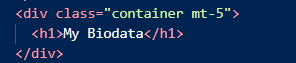 <div class="container mt-5">
  <h1>My Biodata</h1>
</div>